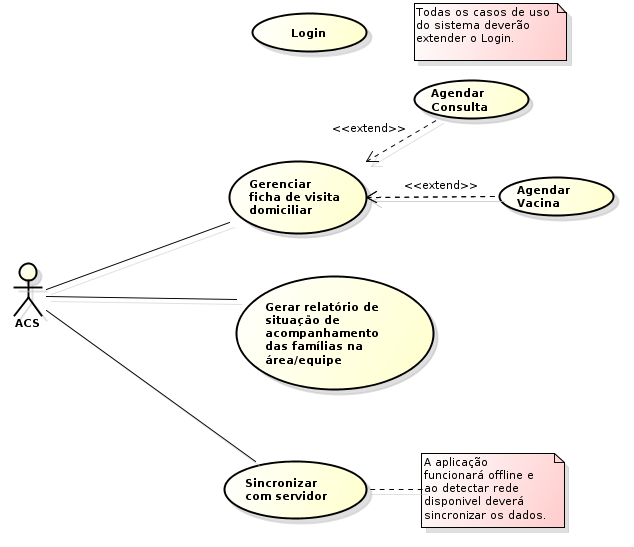 Login
Todas os casos de uso
do sistema deverão
extender o Login.
Agendar
Consulta
<<extend>>
Gerenciar
ficha de visita
domiciliar
<<extend>>
Agendar
Vacina
ACS
Gerar relatório de
situação de
acompanhamento
das famílias na
área/equipe
Sincronizar
com servidor
A aplicação
funcionará offline e
ao detectar rede
disponivel deverá
sincronizar os dados.